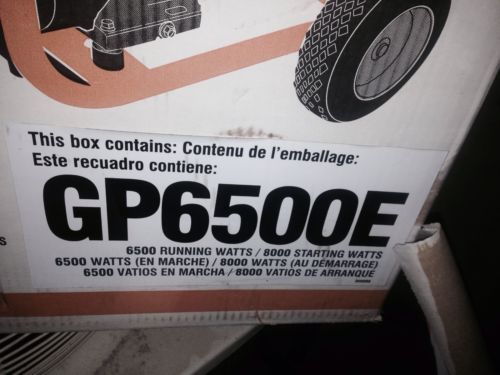 This box contains: Contenu de l'emballage:
Este recuadro contiene:
GP6500E
6500 RUNNING WATTS / 8000 STARTING WATTS
6500 WATTS (EN MARCHE) / 8000 WATTS (AU DÉMARRAGE)
6500 VATIOS EN MARCHA / 8000 VATIOS DE ARRANQUE